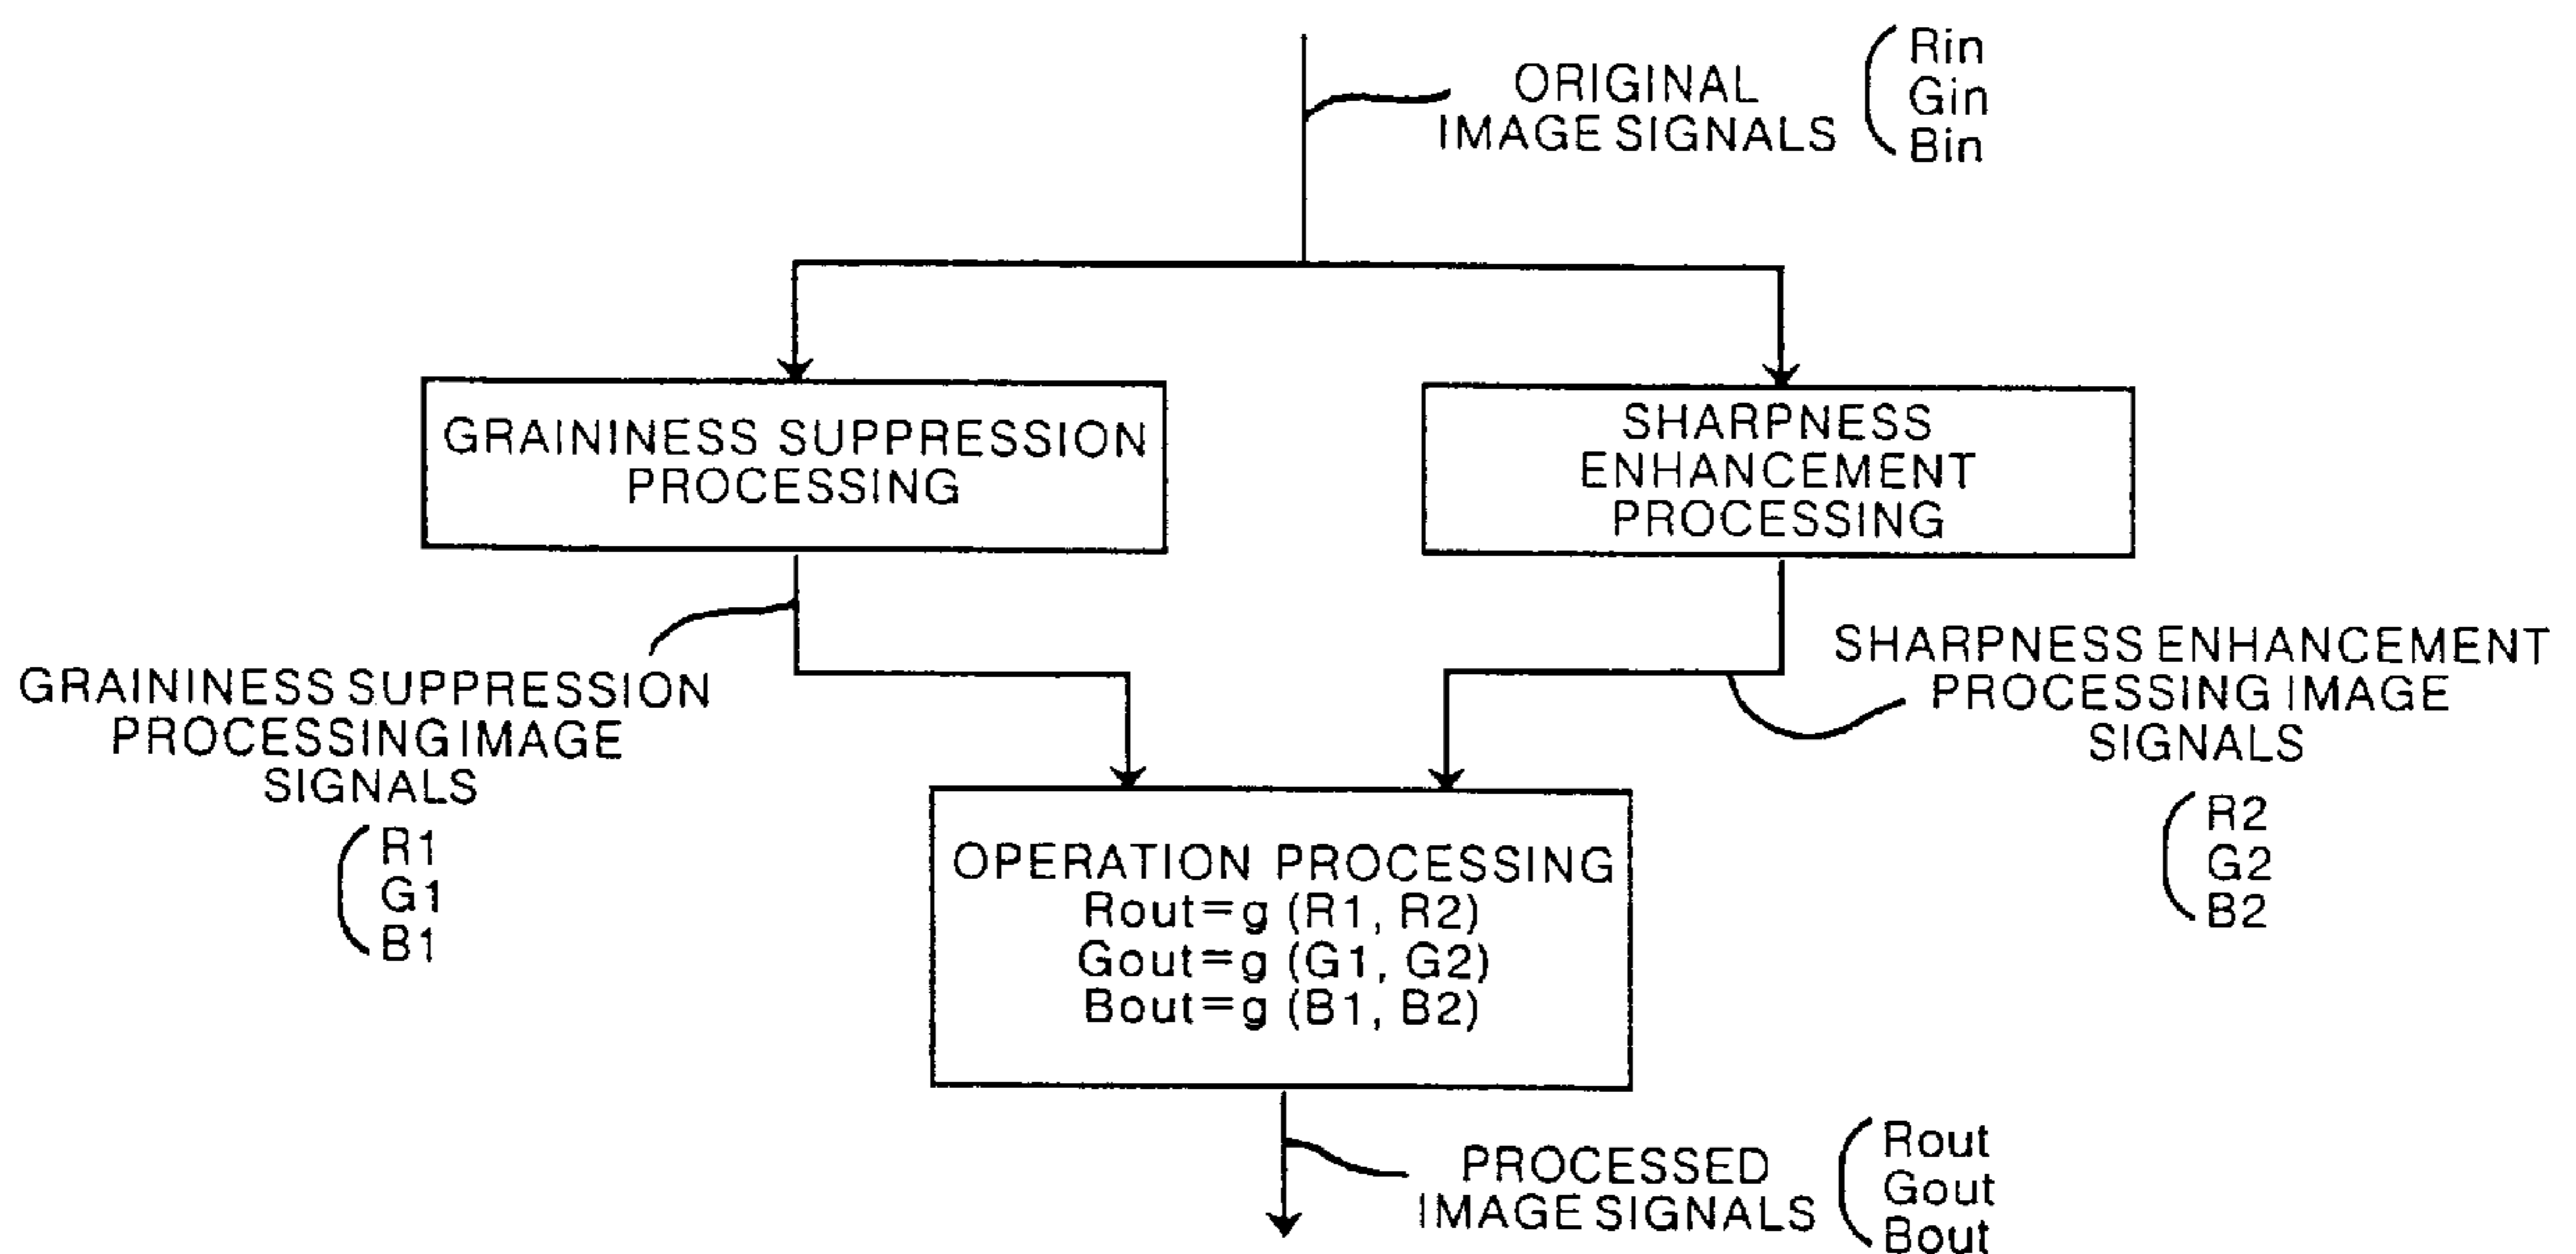 ORIGINAL
IMAGE SIGNALS
Rin
Gin
Bin
GRAININESS SUPPRESSION
PROCESSING
SHARPNESS
ENHANCEMENT
PROCESSING
GRAININESS SUPPRESSION
PROCESSING IMAGE
SIGNALS
R1
G1
B1
SHARPNESS ENHANCEMENT
PROCESSING IMAGE
SIGNALS
R2
G2
B2
OPERATION PROCESSING
Rout=g (R1, R2)
Gout=g (G1, G2)
Bout=g (B1, B2)
PROCESSED
IMAGE SIGNALS
Rout
Gout
Bout